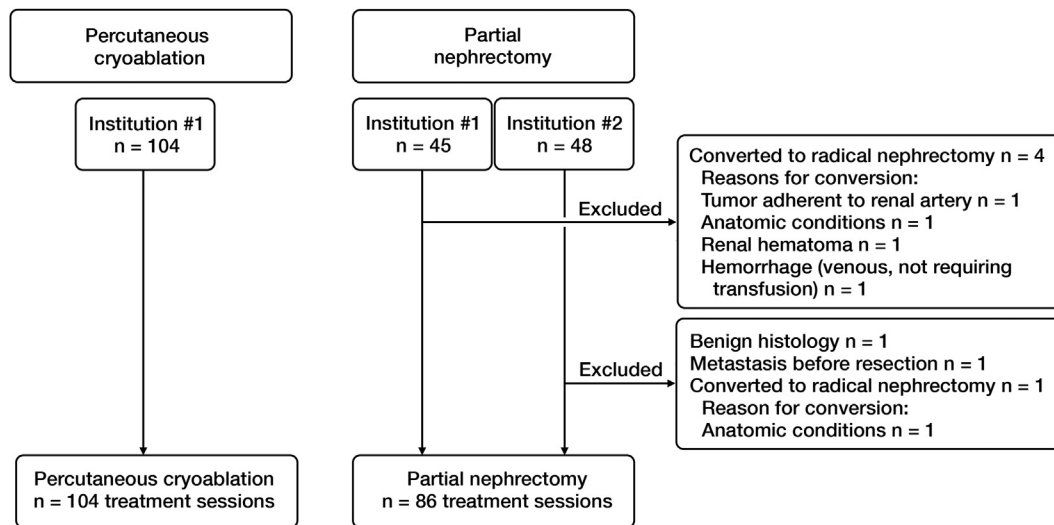 Percutaneous
cryoablation
Partial
nephrectomy
Institution #1
n = 104
Institution #1
n = 45
Institution #2
n = 48
Excluded
Converted to radical nephrectomy n = 4
Reasons for conversion:
Tumor adherent to renal artery n = 1
Anatomic conditions n = 1
Renal hematoma n = 1
Hemorrhage (venous, not requiring
transfusion) n = 1
Excluded
Benign histology n = 1
Metastasis before resection n = 1
Converted to radical nephrectomy n = 1
Reason for conversion:
Anatomic conditions n = 1
Percutaneous cryoablation
n = 104 treatment sessions
Partial nephrectomy
n = 86 treatment sessions